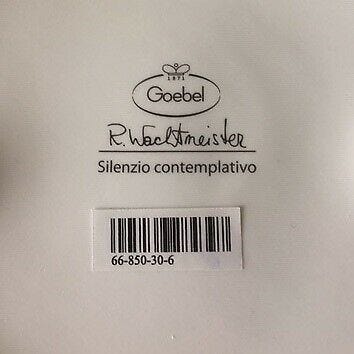 1871
Goebel
R. Wachtmeister
Silenzio contemplativo
66-850-30-6